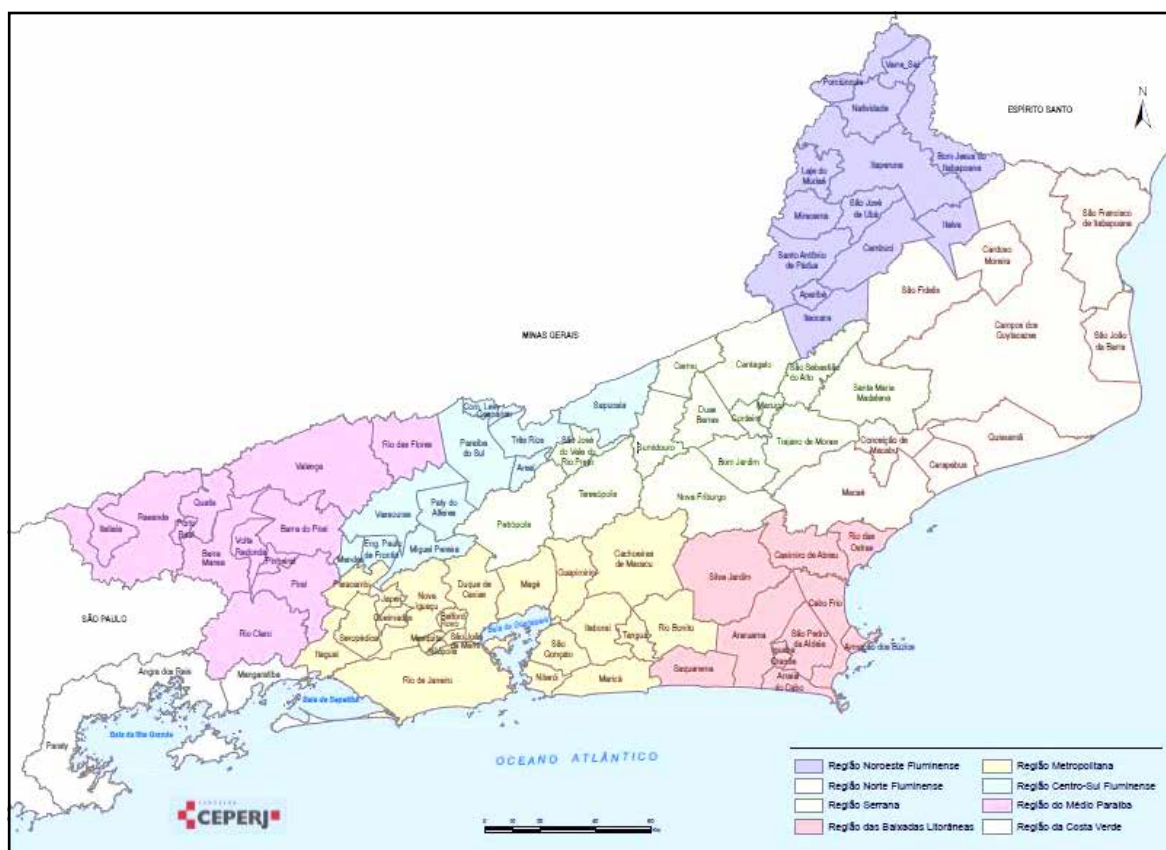 N
ESPÍRITO SANTO
Varre_Sai
Porciúncula
Natividade
Itaperuna
Bom Jesus do
Itabapoana
Laje do
Muriaé
São José
de Ubá
Miracema
Italva
Cambuci
Santo Antônio
de Pádua
Aperibé
Itaocara
São Francisco
de Itabapoana
Cardoso
Moreira
São Fidélis
Campos dos
Goytacazes
São João
da Barra
MINAS GERAIS
Carmo
Cantagalo
São Sebastião
do Alto
Santa Maria
Madalena
Duas
Barras
Cordeiro
Macuco
Sapucaia
Com. Levy
Gasparian
Paraíba
do Sul
Três Rios
Areal
São José
do Vale do
Rio Preto
Sumidouro
Bom Jardim
Trajano de Morais
Conceição de
Macabu
Quissamã
Carapebus
Macaé
Nova Friburgo
Teresópolis
Petrópolis
Rio das Flores
Valença
Vassouras
Paty do
Alferes
Miguel Pereira
Eng. Paulo
de Frontin
Mendes
Quatis
Resende
Itatiaia
Porto
Real
Barra
Mansa
Volta
Redonda
Barra do Piraí
Pinheiral
Piraí
Rio Claro
SÃO PAULO
Paracambi
Japeri
Queimados
Seropédica
Itaguaí
Nova
Iguaçu
Duque de
Caxias
Belford
Roxo
Mesquita
São João
de Meriti
Nilópolis
Rio de Janeiro
Magé
Guapimirim
Cachoeiras
de Macacu
Baía de Guanabara
Itaboraí
Tanguá
Rio Bonito
São
Gonçalo
Niterói
Maricá
Silva Jardim
Casimiro de Abreu
Rio das
Ostras
Cabo Frio
Araruama
São Pedro
da Aldeia
Iguaba
Grande
Armação dos Búzios
Arraial
do Cabo
Saquarema
Mangaratiba
Angra dos Reis
Paraty
Baía da Ilha Grande
Baía de Sepetiba
OCEANO ATLÂNTICO
Região Noroeste Fluminense
Região Norte Fluminense
Região Serrana
Região das Baixadas Litorâneas
Região Metropolitana
Região Centro-Sul Fluminense
Região do Médio Paraíba
Região da Costa Verde
FUNDAÇÃO
CEPERJ
0 20 40 60
Km